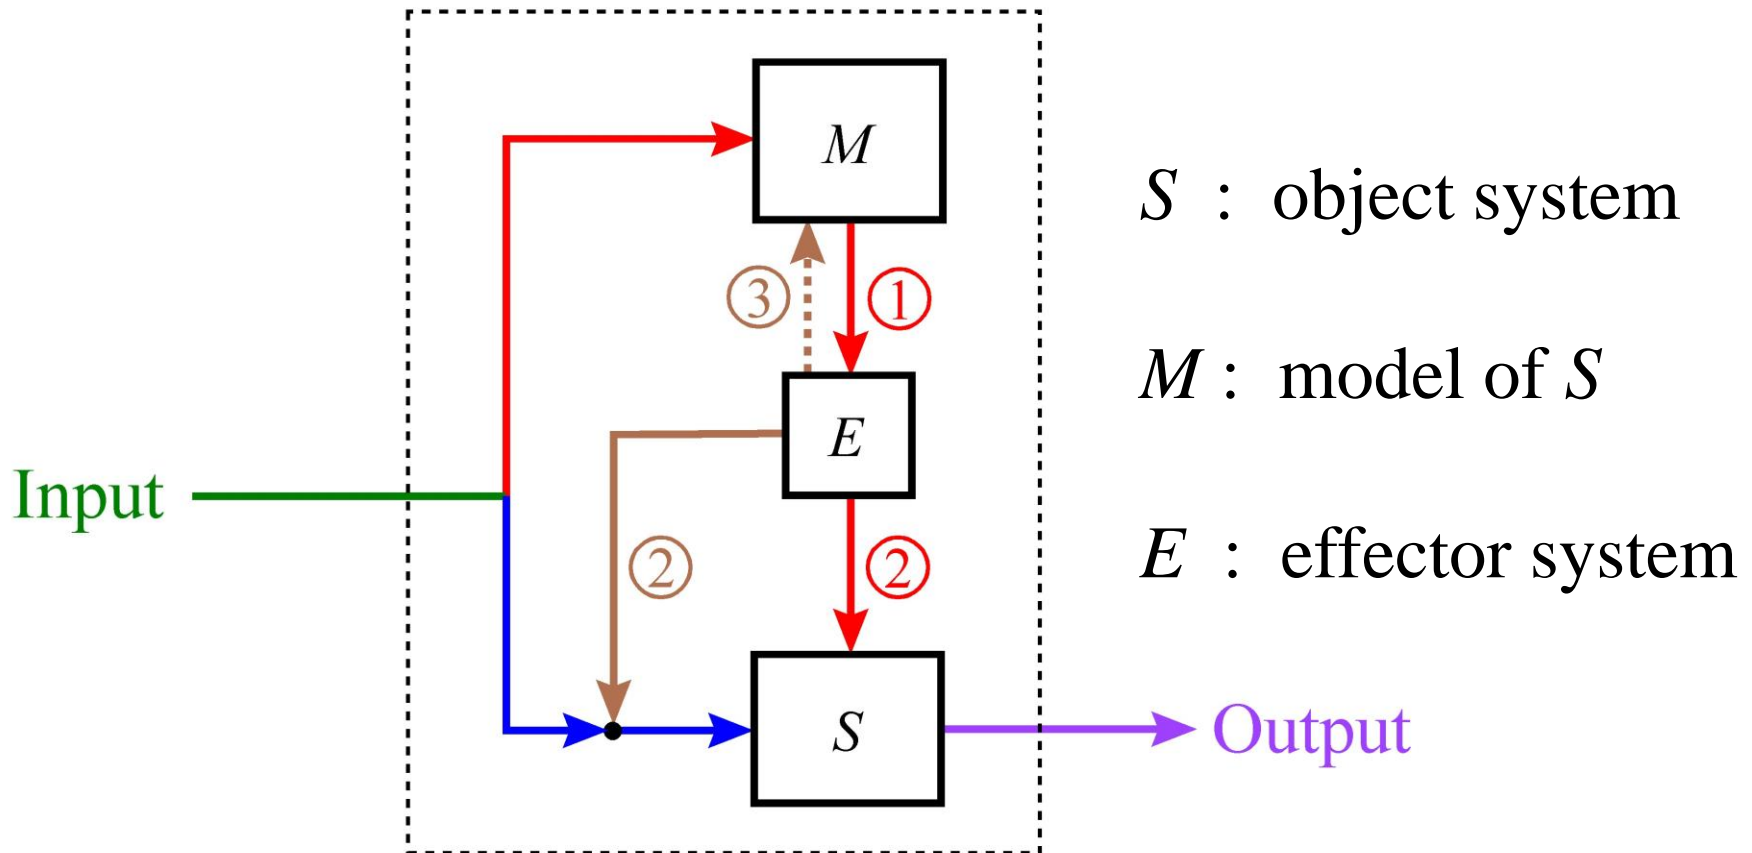 M
S : object system
③ ①
M : model of S
E
Input
② ②
E : effector system
S
Output